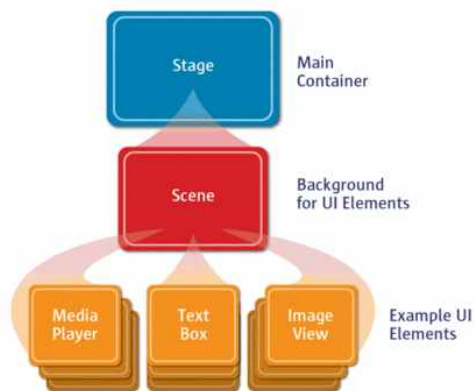 Stage
Main
Container
Scene
Background
for UI Elements
Media
Player
Text
Box
Image
View
Example UI
Elements